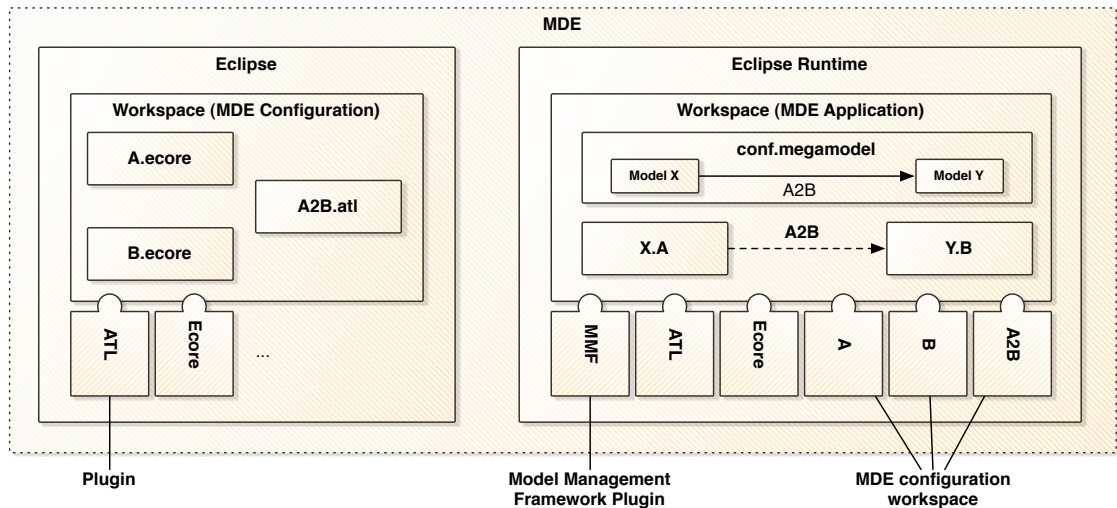 MDE
Eclipse
Workspace (MDE Configuration)
A.ecore
A2B.atl
B.ecore
ATL
Ecore
...
Plugin
Eclipse Runtime
Workspace (MDE Application)
conf.megamodel
Model X
A2B
Model Y
X.A
A2B
Y.B
MMF
ATL
Ecore
A
B
A2B
Model Management
Framework Plugin
MDE configuration
workspace